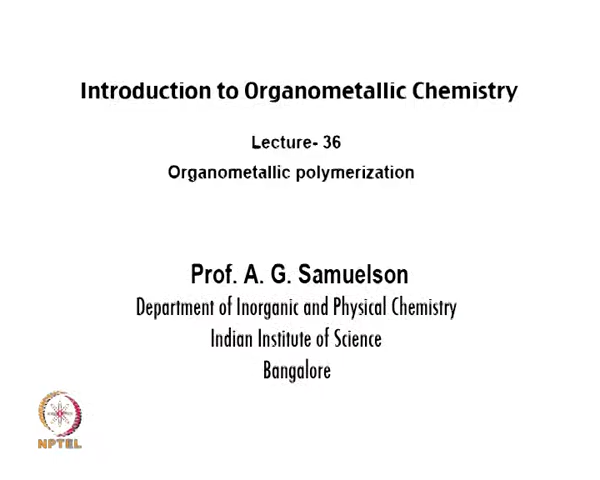 Introduction to Organometallic Chemistry
Lecture- 36
Organometallic polymerization
Prof. A. G. Samuelson
Department of Inorganic and Physical Chemistry
Indian Institute of Science
Bangalore
NPTEL